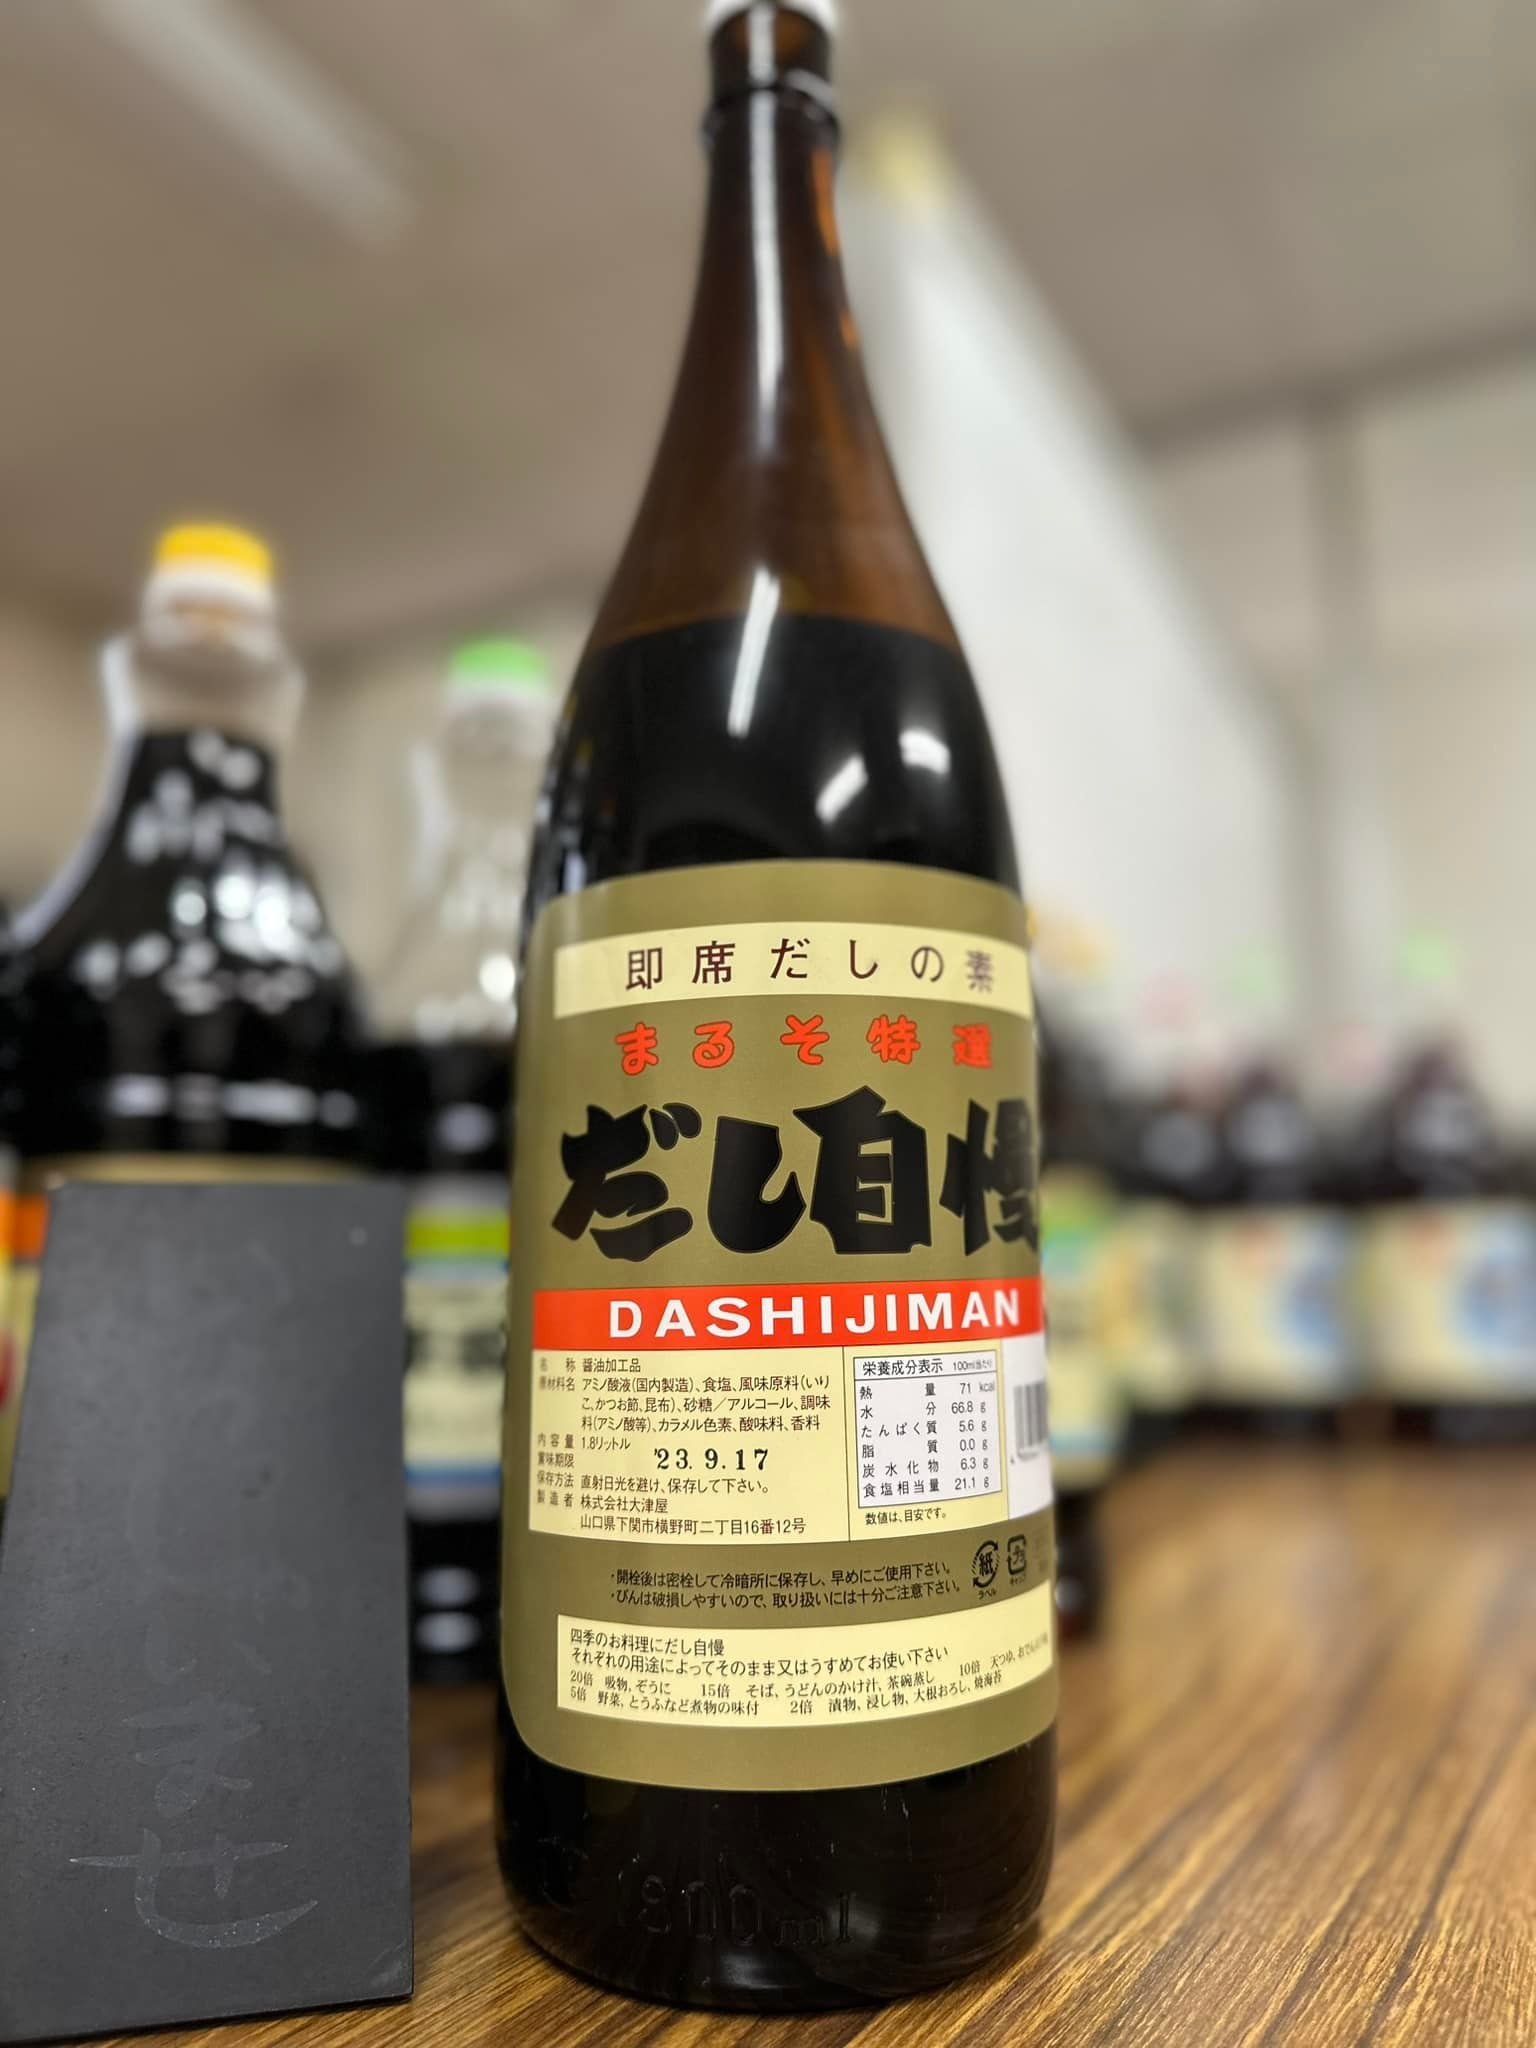 即席だしの素
まるそ特選
だし自慢
DASHIJIMAN
名称 醤油加工品
原材料名 アミノ酸液(国内製造)、食塩、風味原料(いり
こ、かつお節、昆布)、砂糖／アルコール、調味
料(アミノ酸等)、カラメル色素、酸味料、香料
内容量 1.8リットル
賞味期限 '23.9.17
保存方法 直射日光を避け、保存して下さい。
製造者 株式会社大津屋
山口県下関市横野町二丁目16番12号
栄養成分表示 100ml当たり
熱量 71 kcal
水分 66.8 g
たんぱく質 5.6 g
脂質 0.0 g
炭水化物 6.3 g
食塩相当量 21.1 g
数値は、目安です。
・開栓後は密栓して冷暗所に保存し、早めにご使用下さい。
・びんは破損しやすいので、取り扱いには十分ご注意下さい。
紙
ラベル
プラ
キャップ
四季のお料理にだし自慢
それぞれの用途によってそのまま又はうすめてお使い下さい
20倍 吸物、ぞうに 15倍 そば、うどんのかけ汁、茶碗蒸し 10倍 天つゆ、おでん
5倍 野菜、とうふなど煮物の味付 2倍 漬物、浸し物、大根おろし、焼海苔
1800ml
ませ